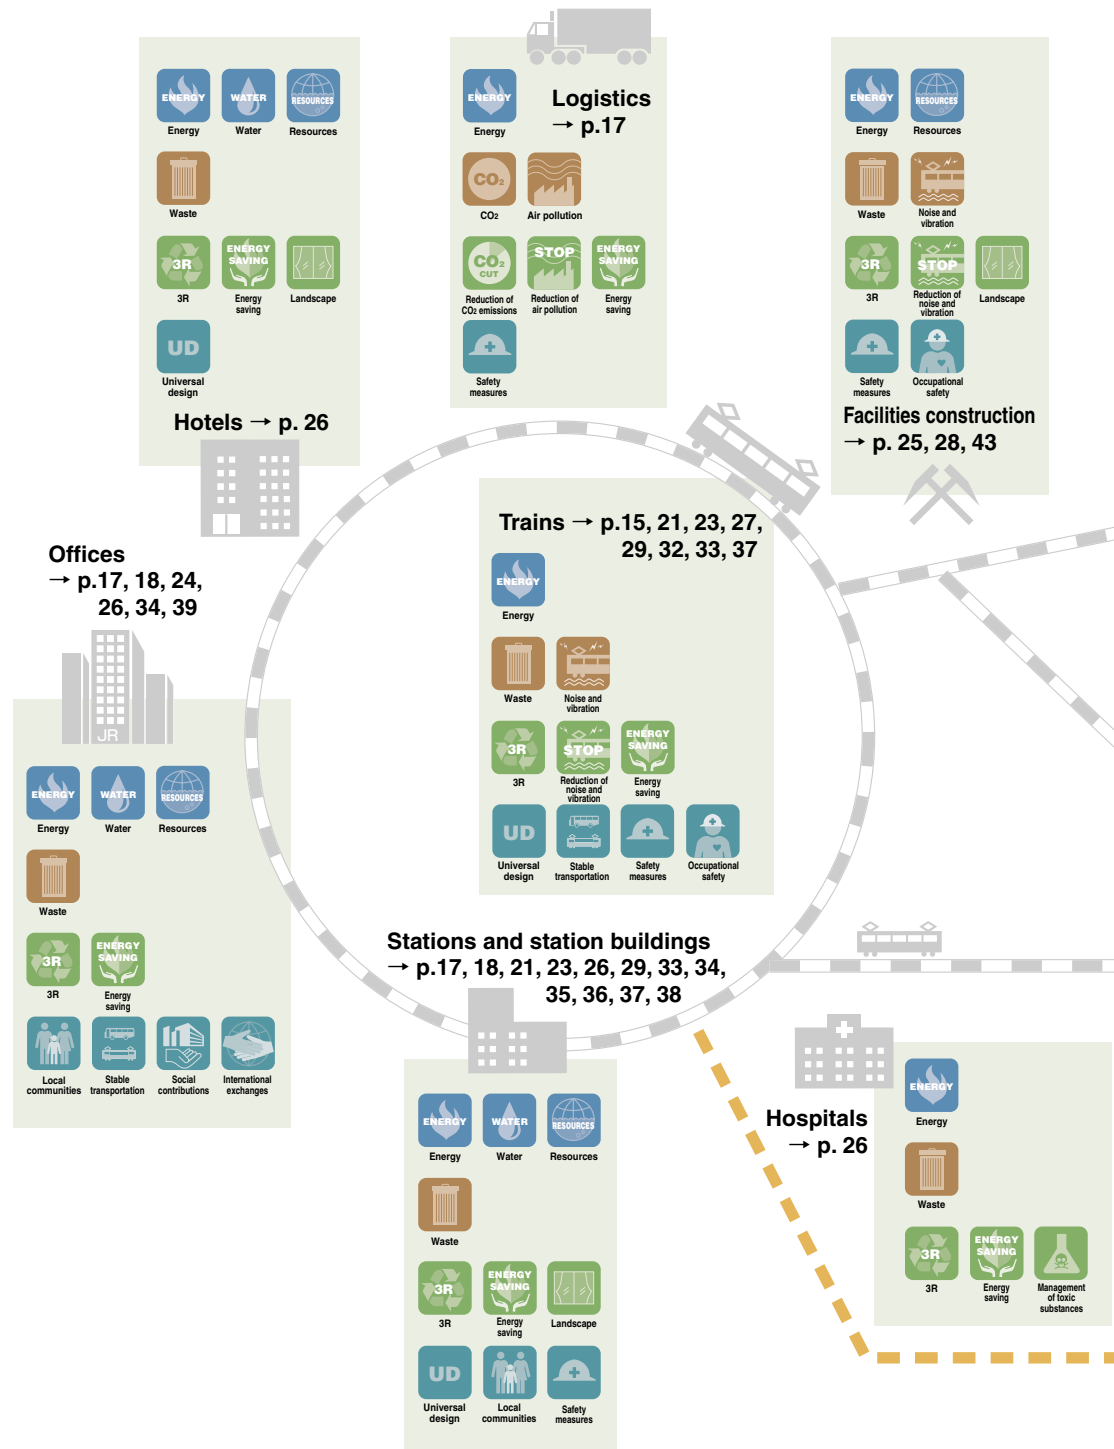 ENERGY
WATER
RESOURCES
Energy
Water
Resources
Waste
3R
ENERGY
SAVING
3R
Energy
saving
Landscape
UD
Universal
design
Hotels → p. 26
Logistics
→ p.17
ENERGY
Energy
CO2
CO2
Air pollution
CO2
CUT
STOP
ENERGY
SAVING
Reduction of
CO2 emissions
Reduction of
air pollution
Energy
saving
Safety
measures
ENERGY
RESOURCES
Energy
Resources
Waste
Noise and
vibration
3R
STOP
3R
Reduction of
noise and
vibration
Landscape
Safety
measures
Occupational
safety
Facilities construction
→ p. 25, 28, 43
Trains → p.15, 21, 23, 27,
29, 32, 33, 37
ENERGY
Energy
Waste
Noise and
vibration
3R
STOP
ENERGY
SAVING
3R
Reduction of
noise and
vibration
Energy
saving
UD
Universal
design
Stable
transportation
Safety
measures
Occupational
safety
Offices
→ p.17, 18, 24,
26, 34, 39
JR
ENERGY
WATER
RESOURCES
Energy
Water
Resources
Waste
3R
ENERGY
SAVING
3R
Energy
saving
Local
communities
Stable
transportation
Social
contributions
International
exchanges
Stations and station buildings
→ p.17, 18, 21, 23, 26, 29, 33, 34,
35, 36, 37, 38
ENERGY
WATER
RESOURCES
Energy
Water
Resources
Waste
3R
ENERGY
SAVING
3R
Energy
saving
Landscape
UD
Universal
design
Local
communities
Safety
measures
Hospitals
→ p. 26
ENERGY
Energy
Waste
3R
ENERGY
SAVING
3R
Energy
saving
Management
of toxic
substances